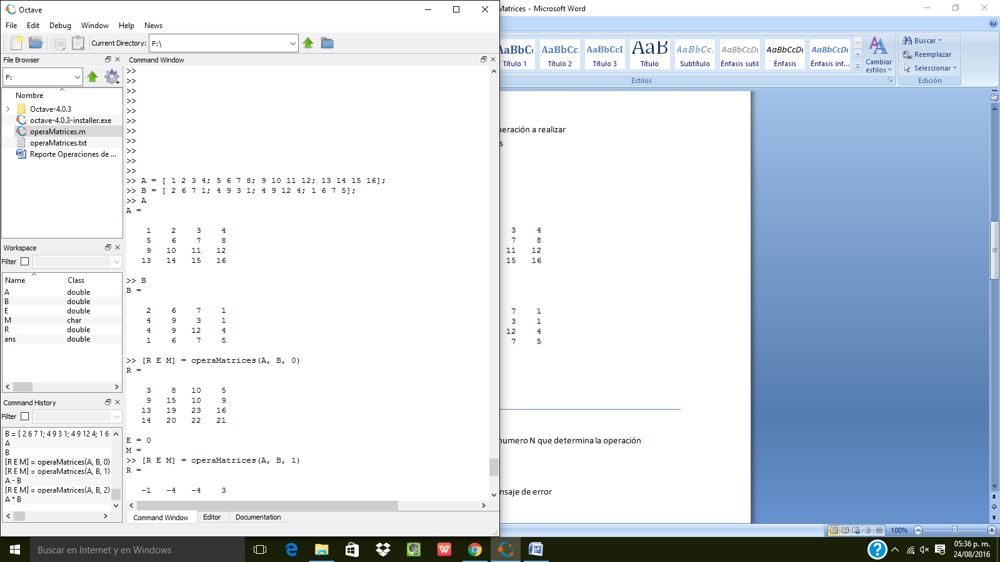 Octave
File Edit Debug Window Help News
Current Directory: F:\
File Browser
F:
Nombre
Octave-4.0.3
octave-4.0.3-installer.exe
operaMatrices.m
operaMatrices.txt
Reporte Operaciones de ...
Workspace
Filter
Name Class
A double
B double
E double
M char
R double
ans double
Command History
Filter
B = [ 2 6 7 1; 4 9 3 1; 4 9 12 4; 1 6
A
B
[R E M] = operaMatrices(A, B, 0)
[R E M] = operaMatrices(A, B, 1)
A - B
[R E M] = operaMatrices(A, B, 2)
A * B
Command Window
>>
>>
>>
>>
>>
>>
>>
>>
>>
>>
>>
>> A = [ 1 2 3 4; 5 6 7 8; 9 10 11 12; 13 14 15 16];
>> B = [ 2 6 7 1; 4 9 3 1; 4 9 12 4; 1 6 7 5];
>> A
A =
1 2 3 4
5 6 7 8
9 10 11 12
13 14 15 16
>> B
B =
2 6 7 1
4 9 3 1
4 9 12 4
1 6 7 5
>> [R E M] = operaMatrices(A, B, 0)
R =
3 8 10 5
9 15 10 9
13 19 23 16
14 20 22 21
E = 0
M =
>> [R E M] = operaMatrices(A, B, 1)
R =
-1 -4 -4 3
Command Window Editor Documentation
Matrices - Microsoft Word
AaBbC AaBbCc AaBbCcI AaB AaBbCc. AaBbCcDc AaBbCcDc AaBbCcDc
Título 1 Título 2 Título 3 Título Subtítulo Énfasis sutil Énfasis Énfasis int...
Cambiar
estilos
Estilos
Buscar
Reemplazar
Seleccionar
Edición
peración a realizar
s
3 4
7 8
11 12
15 16
7 1
3 1
12 4
7 5
numero N que determina la operación
nsaje de error
100%
Buscar en Internet y en Windows
05:36 p. m.
24/08/2016